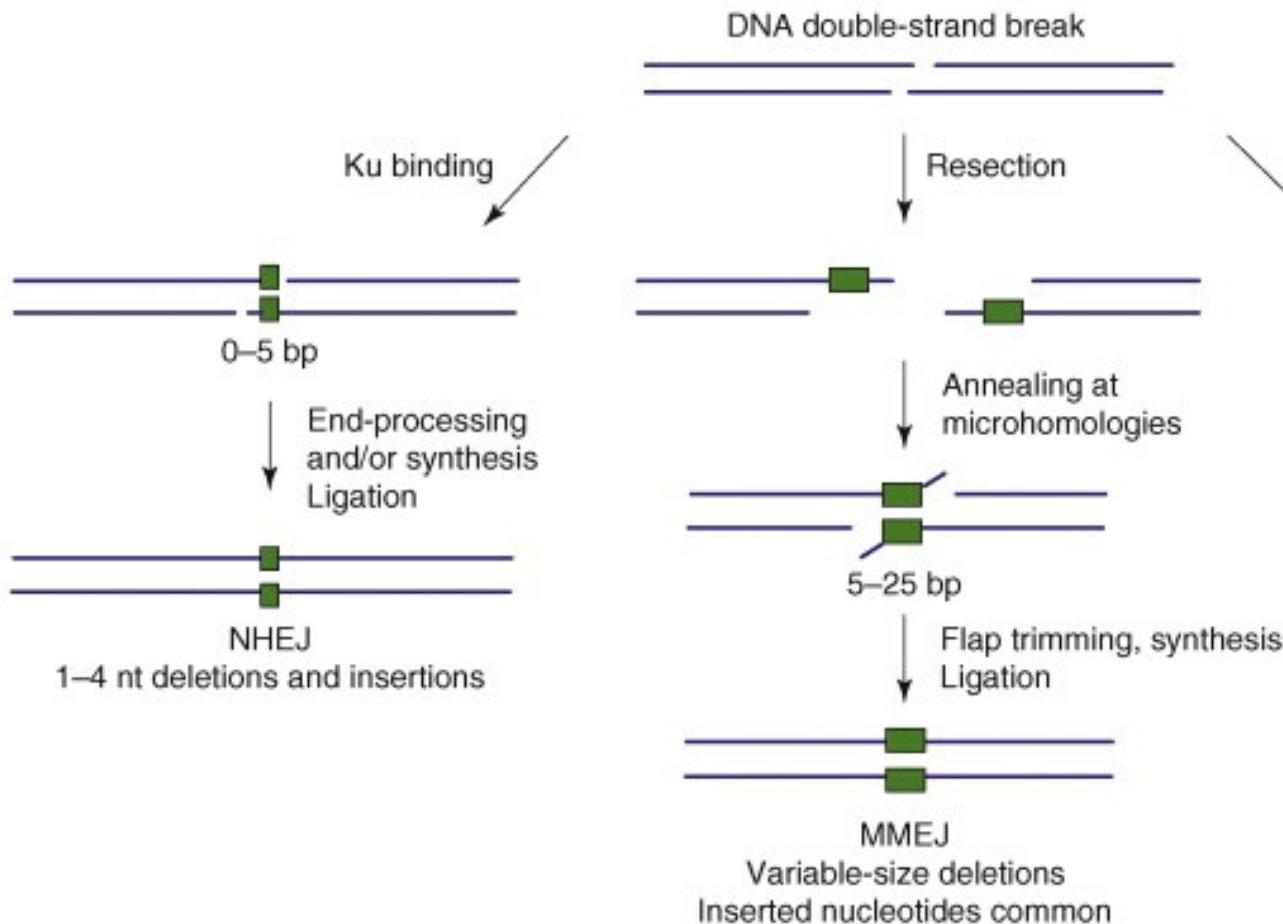 DNA double-strand break
Ku binding
Resection
0–5 bp
End-processing
and/or synthesis
Ligation
NHEJ
1–4 nt deletions and insertions
Annealing at
microhomologies
5–25 bp
Flap trimming, synthesis
Ligation
MMEJ
Variable-size deletions
Inserted nucleotides common